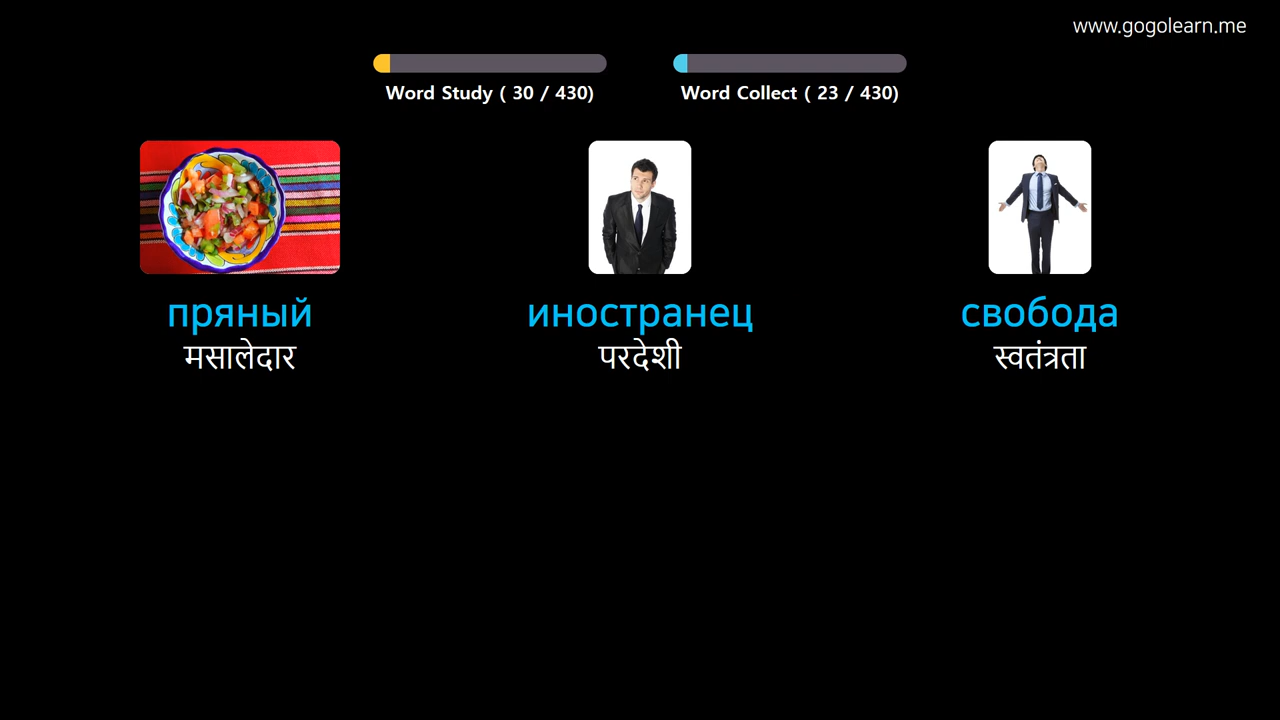 www.gogolearn.me
Word Study ( 30 / 430)
Word Collect ( 23 / 430)
пряный
иностранец
свобода
मसालेदार
परदेशी
स्वतंत्रता